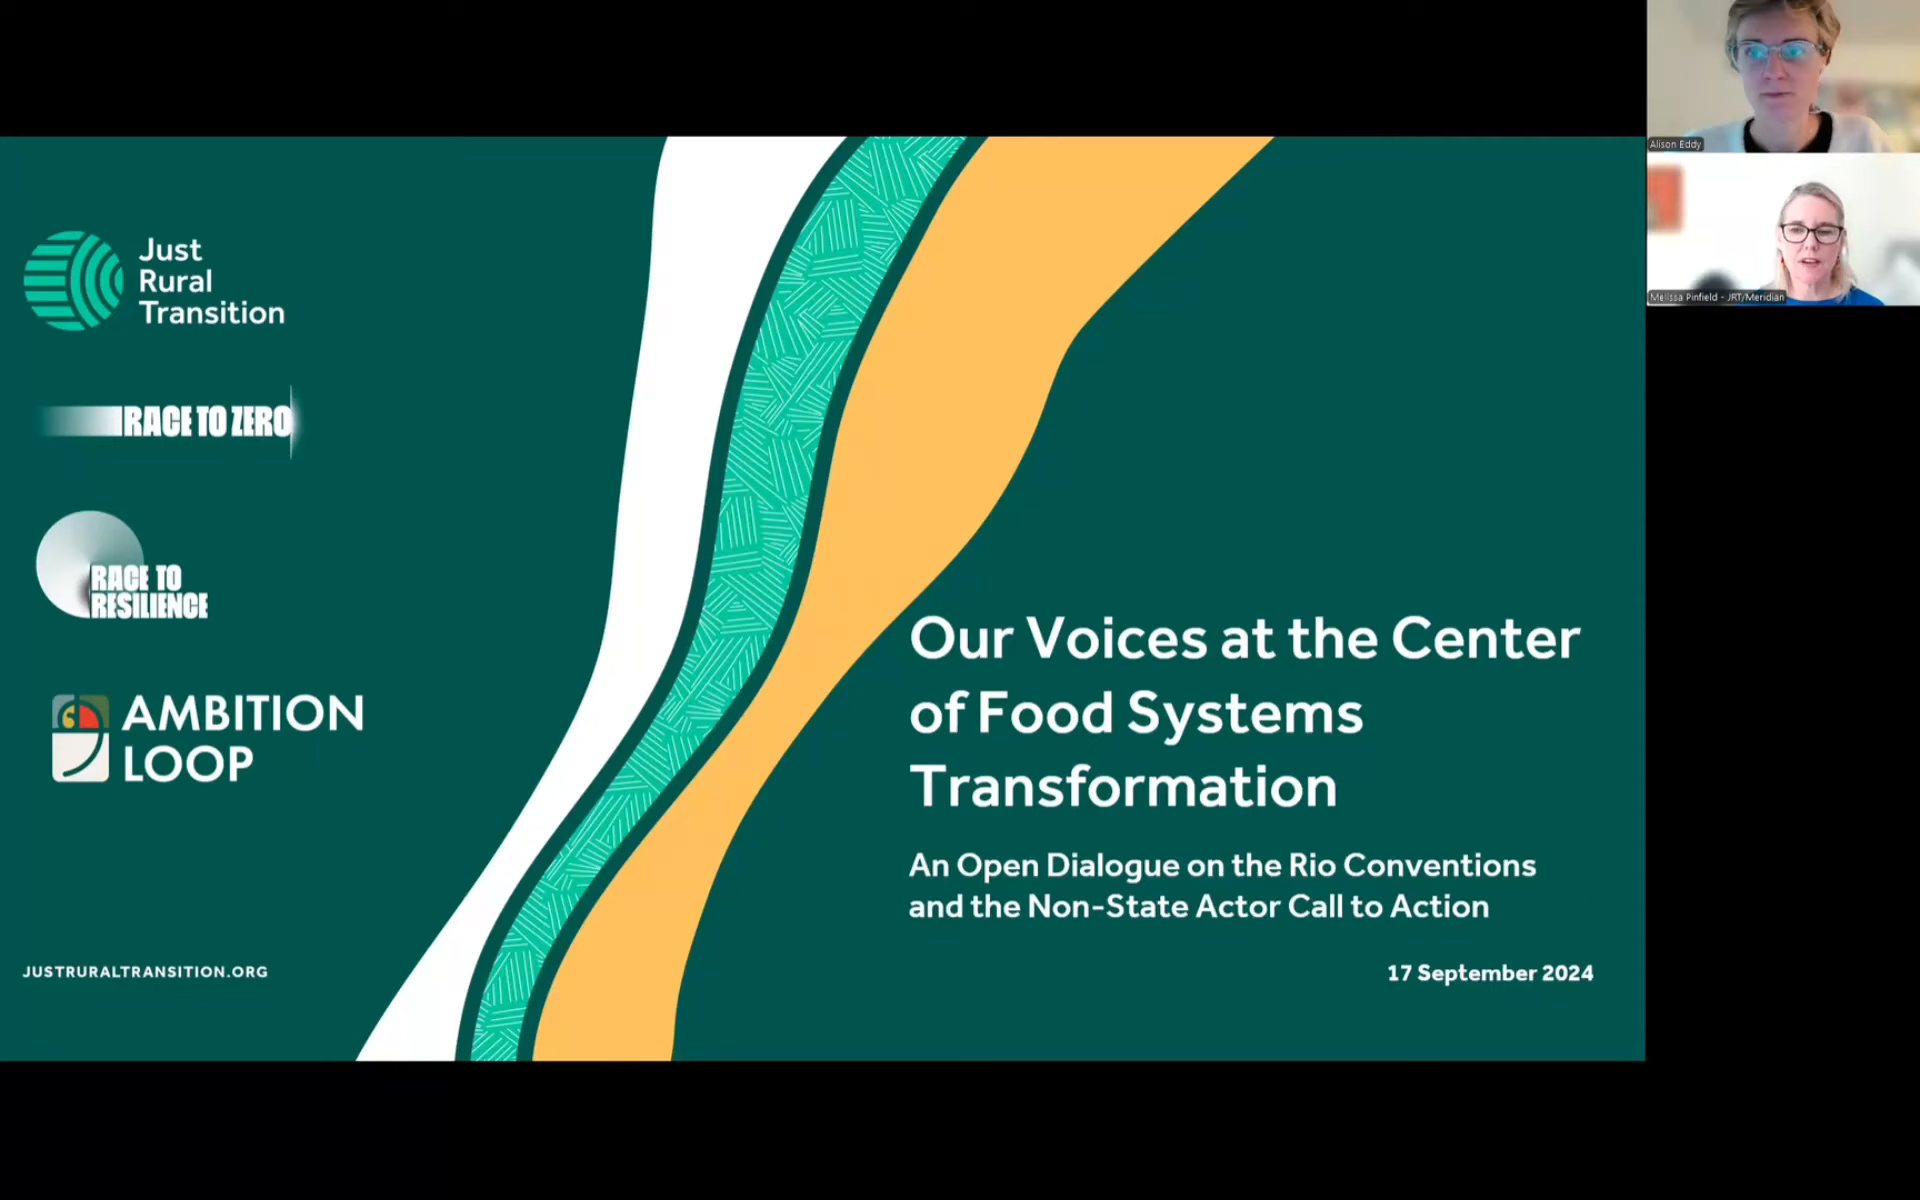 Just
Rural
Transition
RACE TO ZERO
RACE TO
RESILIENCE
AMBITION
LOOP
JUSTRURALTRANSITION.ORG
Our Voices at the Center
of Food Systems
Transformation
An Open Dialogue on the Rio Conventions
and the Non-State Actor Call to Action
17 September 2024
Alison Eddy
Melissa Pinfield - JRT/Meridian